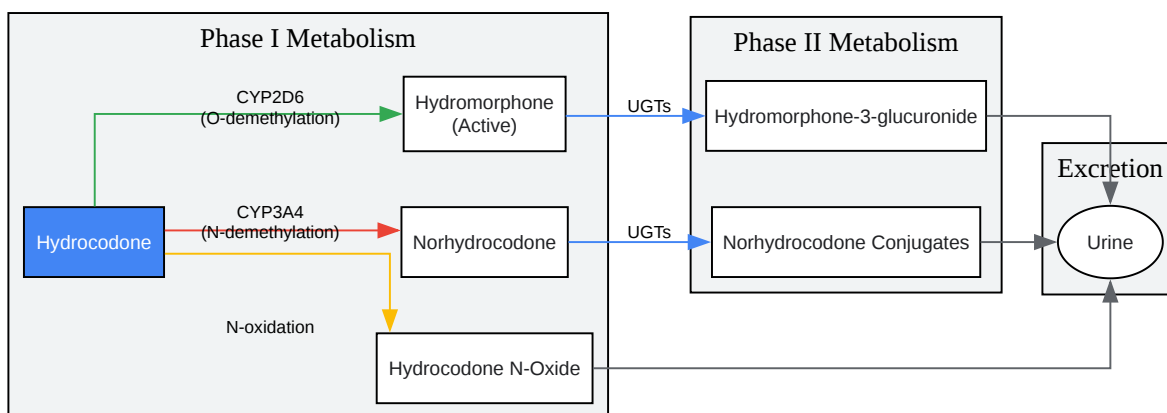 Phase I Metabolism
Phase II Metabolism
CYP2D6
(O-demethylation)
Hydromorphone
(Active)
UGTs
Hydromorphone-3-glucuronide
Excretion
Hydrocodone
CYP3A4
(N-demethylation)
Norhydrocodone
UGTs
Norhydrocodone Conjugates
Urine
N-oxidation
Hydrocodone N-Oxide